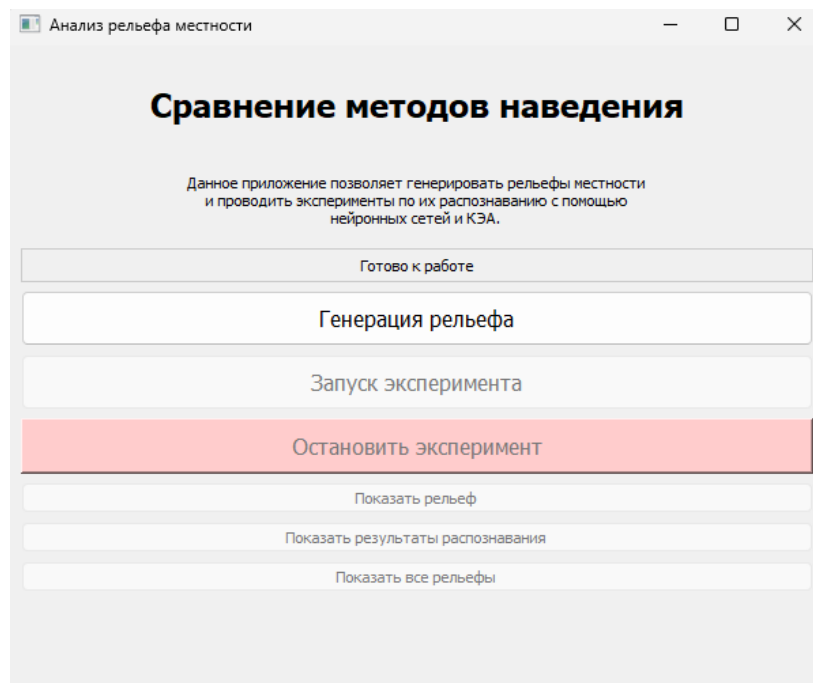 Анализ рельефа местности
Сравнение методов наведения
Данное приложение позволяет генерировать рельефы местности
и проводить эксперименты по их распознаванию с помощью
нейронных сетей и КЭА.
Готово к работе
Генерация рельефа
Запуск эксперимента
Остановить эксперимент
Показать рельеф
Показать результаты распознавания
Показать все рельефы